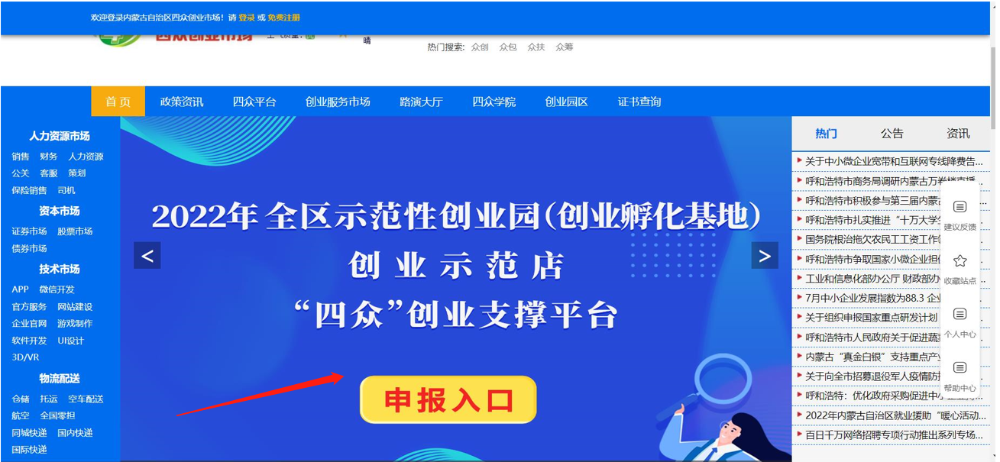 欢迎登录内蒙古自治区四众创业市场！请 登录 或 免费注册
四众创业市场
空气质量：优
晴
热门搜索: 众创 众包 众扶 众筹
首 页 政策资讯 四众平台 创业服务市场 路演大厅 四众学院 创业园区 证书查询
人力资源市场
销售 财务 人力资源
公关 客服 策划
保险销售 司机
资本市场
证券市场 股票市场
债券市场
技术市场
APP 微信开发
官方服务 网站建设
企业官网 游戏制作
软件开发 UI设计
3D/VR
物流配送
仓储 托运 空车配送
航空 全国零担
同城快递 国内快递
国际快递
2022年 全区示范性创业园(创业孵化基地)
创 业 示 范 店
“四众”创业支撑平台
申报入口
< >
热门 公告 资讯
关于中小微企业宽带和互联网专线降费告...
呼和浩特市商务局调研内蒙古万卷楼直播...
呼和浩特市积极参与第三届内蒙古...
呼和浩特市扎实推进“十万大学生
国务院根治拖欠农民工工资工作
呼和浩特市争取国家小微企业担
工业和信息化部办公厅 财政部办
7月中小企业发展指数为88.3 企业
关于组织申报国家重点研发计划
呼和浩特市人民政府关于促进蔬
内蒙古“真金白银”支持重点产
关于向全市招募退役军人疫情防
呼和浩特：优化政府采购促进中小企业
2022年内蒙古自治区就业援助“暖心活动...
百日千万网络招聘专项行动推出系列专场...
建议反馈
收藏站点
个人中心
帮助中心